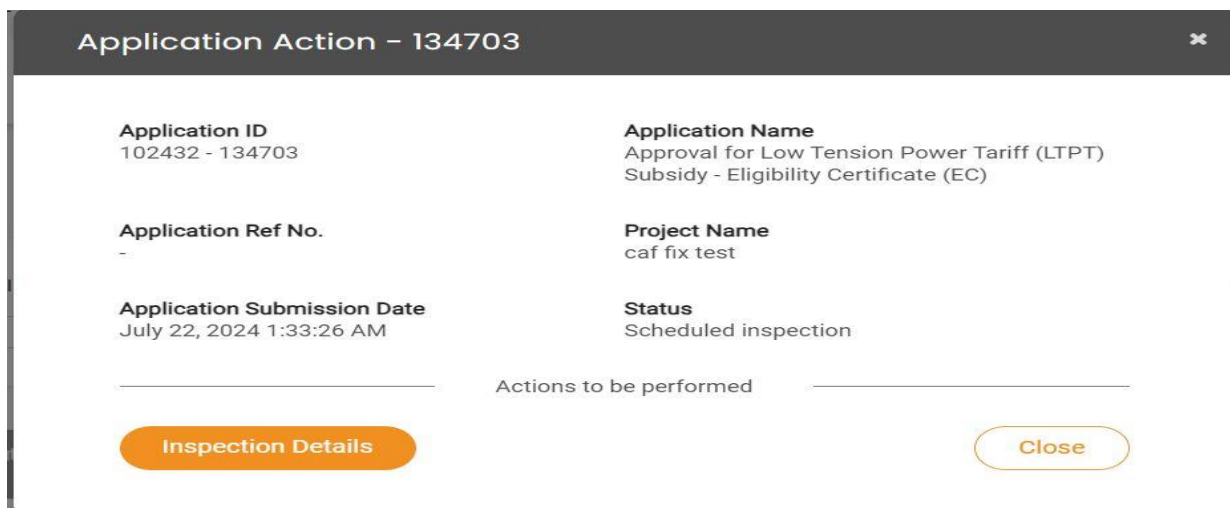 Application Action - 134703
Application ID
102432 - 134703
Application Name
Approval for Low Tension Power Tariff (LTPT)
Subsidy - Eligibility Certificate (EC)
Application Ref No.
-
Project Name
caf fix test
Application Submission Date
July 22, 2024 1:33:26 AM
Status
Scheduled inspection
Actions to be performed
Inspection Details
Close